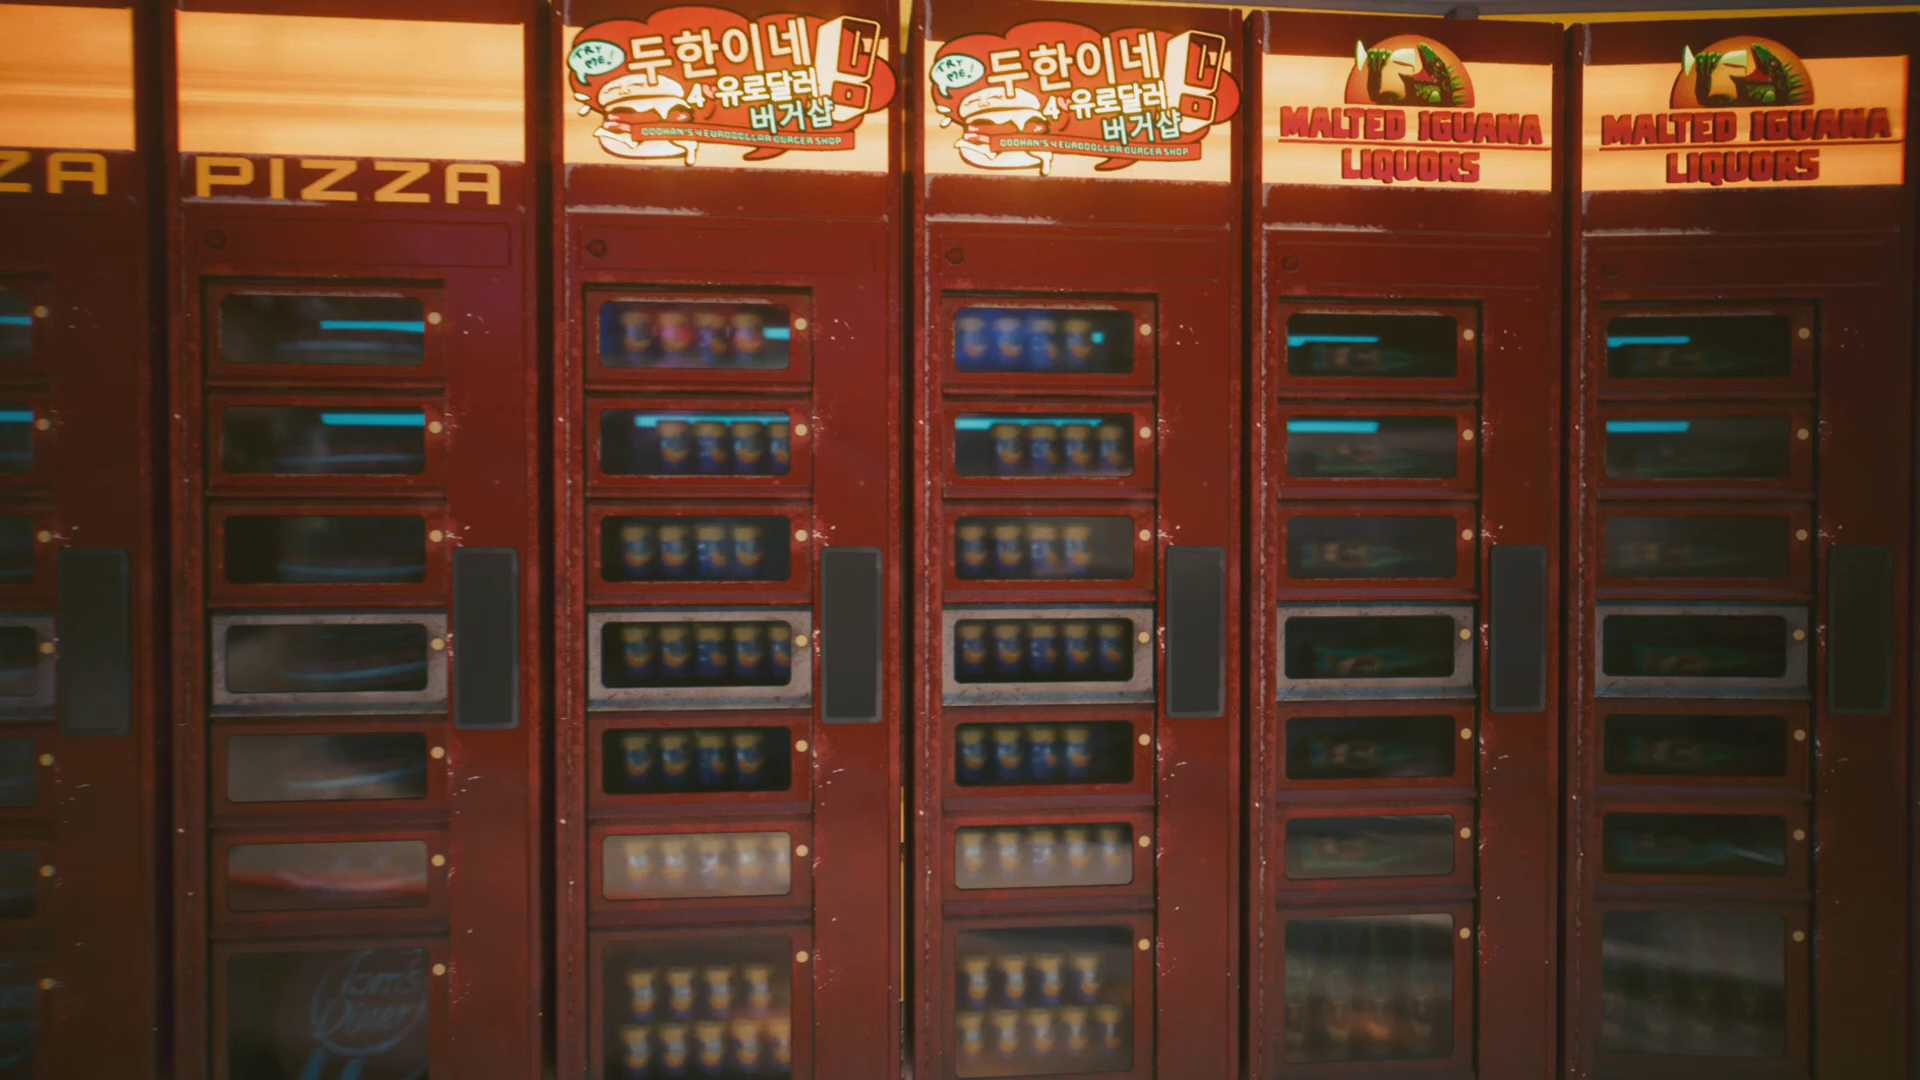 ZA
PIZZA
TRY
ME!
두한이네
4 유로달러
버거샵
DOOHAN'S 4 EURODOLLAR BURGER SHOP
TRY
ME!
두한이네
4 유로달러
버거샵
DOOHAN'S 4 EURODOLLAR BURGER SHOP
MALTED IGUANA
LIQUORS
MALTED IGUANA
LIQUORS
Tom's
Diner